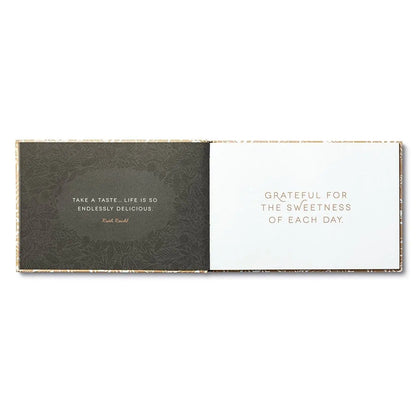 TAKE A TASTE... LIFE IS SO
ENDLESSLY DELICIOUS.
Ruth Reichl
GRATEFUL FOR
THE SWEETNESS
OF EACH DAY.